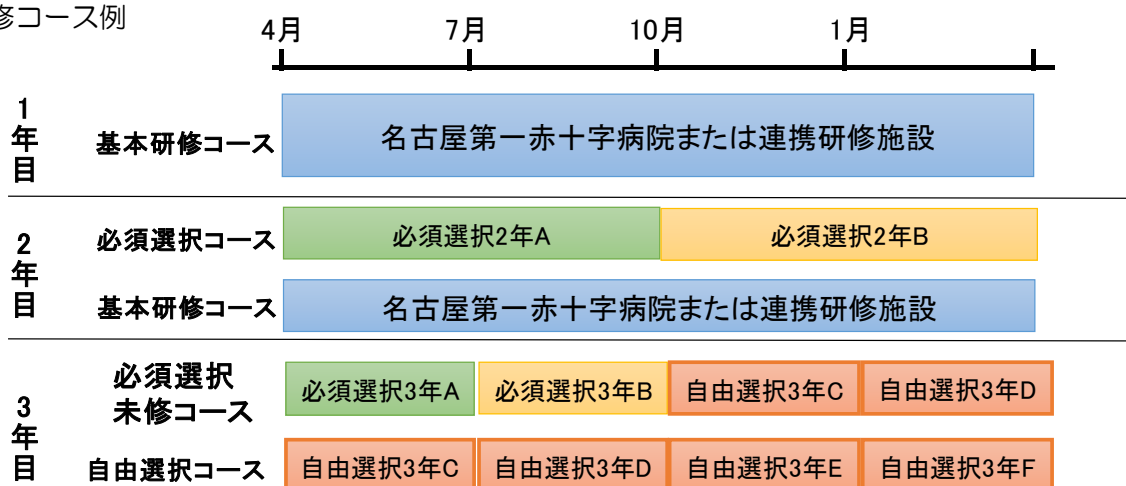 修コース例
4月 7月 10月 1月
1年目
基本研修コース
名古屋第一赤十字病院または連携研修施設
2年目
必須選択コース
必須選択2年A
必須選択2年B
基本研修コース
名古屋第一赤十字病院または連携研修施設
3年目
必須選択
未修コース
必須選択3年A
必須選択3年B
自由選択3年C
自由選択3年D
自由選択コース
自由選択3年C
自由選択3年D
自由選択3年E
自由選択3年F